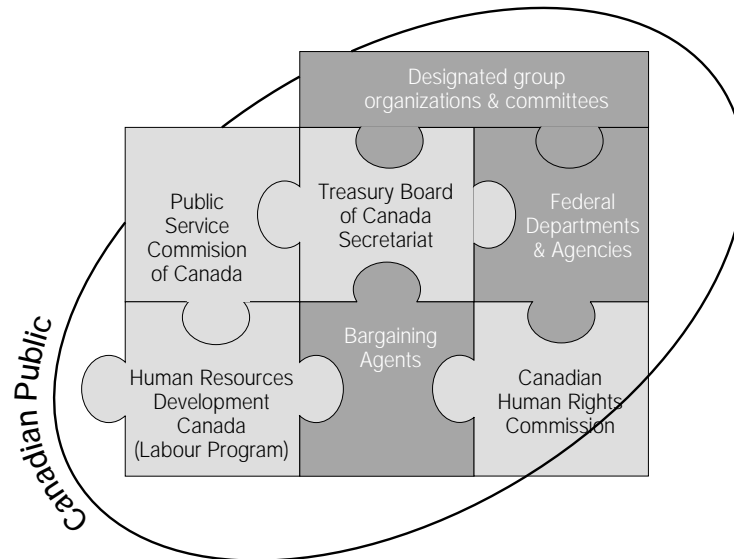 Designated group
organizations & committees
Public
Service
Commision
of Canada
Treasury Board
of Canada
Secretariat
Federal
Departments
& Agencies
Human Resources
Development
Canada
(Labour Program)
Bargaining
Agents
Canadian
Human Rights
Commission
Canadian Public